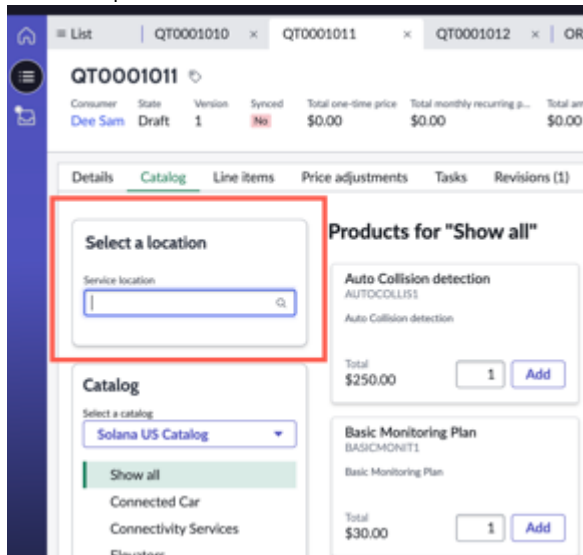 List QT0001010 × QT0001011 × QT0001012 × OR
QT0001011
Consumer State Version Synced Total one-time price Total monthly recurring p... Total am
Dee Sam Draft 1 No $0.00 $0.00 $0.00
Details Catalog Line items Price adjustments Tasks Revisions (1)
Select a location
Service location
Catalog
Select a catalog
Solana US Catalog
Show all
Connected Car
Connectivity Services
Elevators
Products for "Show all"
Auto Collision detection
AUTOCOLLIS1
Auto Collision detection
Total
$250.00 1 Add
Basic Monitoring Plan
BASICMONIT1
Basic Monitoring Plan
Total
$30.00 1 Add